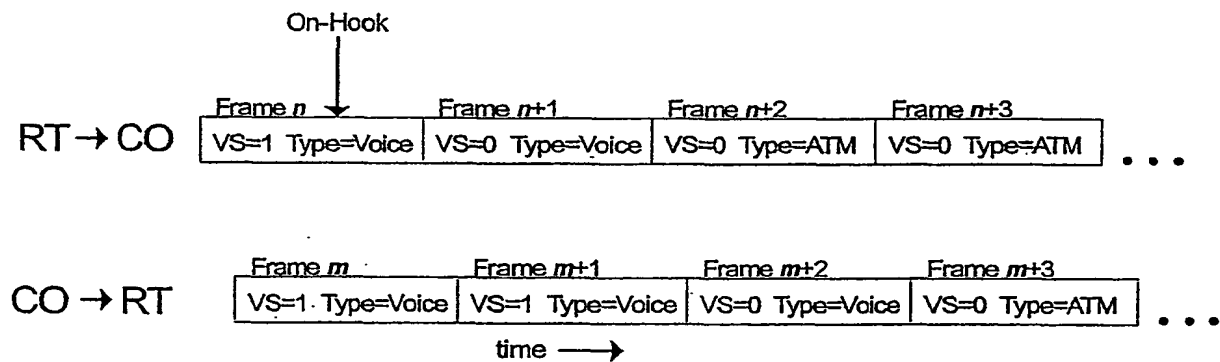 On-Hook
Frame n Frame n+1 Frame n+2 Frame n+3
RT → CO VS=1 Type=Voice VS=0 Type=Voice VS=0 Type=ATM VS=0 Type=ATM . . .
Frame m Frame m+1 Frame m+2 Frame m+3
CO → RT VS=1 Type=Voice VS=1 Type=Voice VS=0 Type=Voice VS=0 Type=ATM . . .
time →